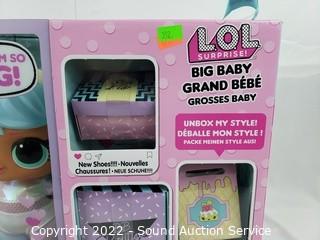 M SO
G!
L.O.L
SURPRISE!
BIG BABY
GRAND BÉBÉ
GROSSES BABY
UNBOX MY STYLE!
DÉBALLE MON STYLE !
PACKE MEINEN STYLE AUS!
New Shoes!!!! • Nouvelles
Chaussures! • NEUE SCHUHE!!!!
Copyright 2022 - Sound Auction Service